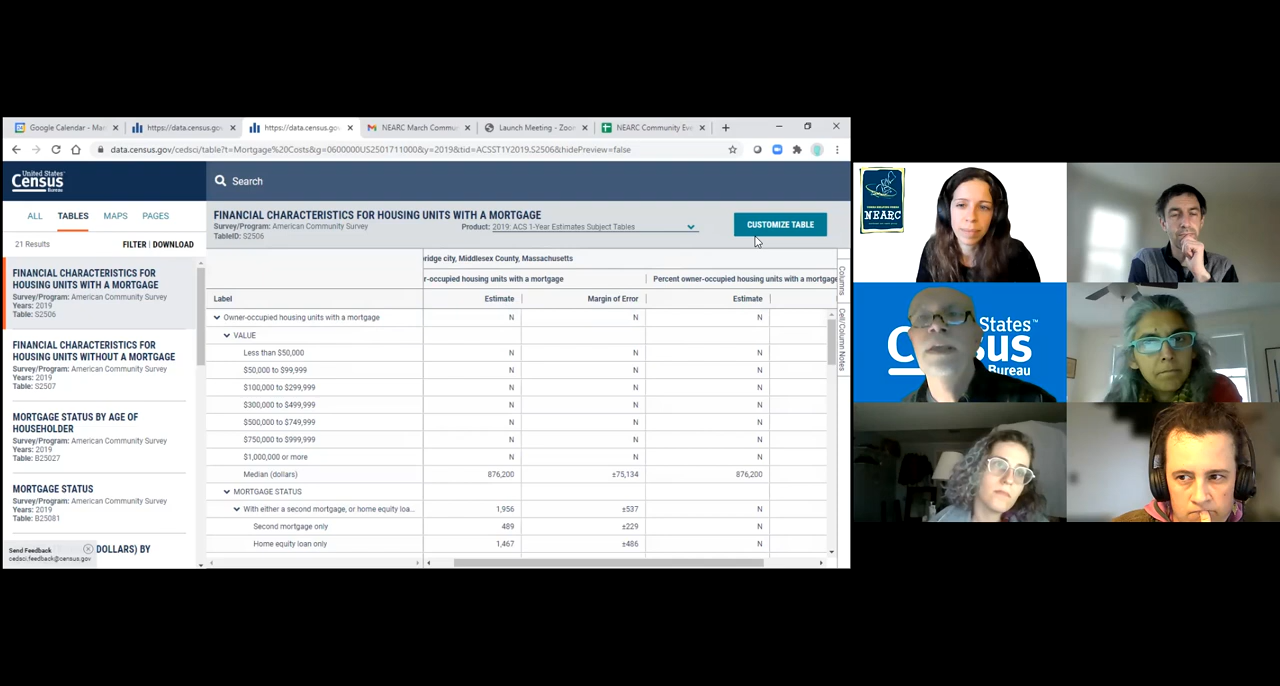 Google Calendar - Mar
https://data.census.gov
https://data.census.gov
NEARC March Commu
Launch Meeting - Zoo
NEARC Community Eve
data.census.gov/cedsci/table?t=Mortgage%20Costs&g=0600000US2501711000&y=2019&tid=ACSST1Y2019.S2506&hidePreview=false
United States
Census
Bureau
Search
ALL
TABLES
MAPS
PAGES
21 Results
FILTER | DOWNLOAD
FINANCIAL CHARACTERISTICS FOR
HOUSING UNITS WITH A MORTGAGE
Survey/Program: American Community Survey
Years: 2019
Table: S2506
FINANCIAL CHARACTERISTICS FOR
HOUSING UNITS WITHOUT A MORTGAGE
Survey/Program: American Community Survey
Years: 2019
Table: S2507
MORTGAGE STATUS BY AGE OF
HOUSEHOLDER
Survey/Program: American Community Survey
Years: 2019
Table: B25027
MORTGAGE STATUS
Survey/Program: American Community Survey
Years: 2019
Table: B25081
DOLLARS) BY
Send Feedback
cedsci.feedback@census.gov
FINANCIAL CHARACTERISTICS FOR HOUSING UNITS WITH A MORTGAGE
Survey/Program: American Community Survey
TableID: S2506
Product: 2019: ACS 1-Year Estimates Subject Tables
CUSTOMIZE TABLE
ridge city, Middlesex County, Massachusetts
r-occupied housing units with a mortgage
Percent owner-occupied housing units with a mortgage
Label
Estimate
Margin of Error
Estimate
Owner-occupied housing units with a mortgage N N N
VALUE
Less than $50,000 N N N
$50,000 to $99,999 N N N
$100,000 to $299,999 N N N
$300,000 to $499,999 N N N
$500,000 to $749,999 N N N
$750,000 to $999,999 N N N
$1,000,000 or more N N N
Median (dollars) 876,200 ±75,134 876,200
MORTGAGE STATUS
With either a second mortgage, or home equity loa... 1,956 ±537 N
Second mortgage only 489 ±229 N
Home equity loan only 1,467 ±486 N
Columns
Cell/Column Notes
NEARC
States™
Census
Bureau